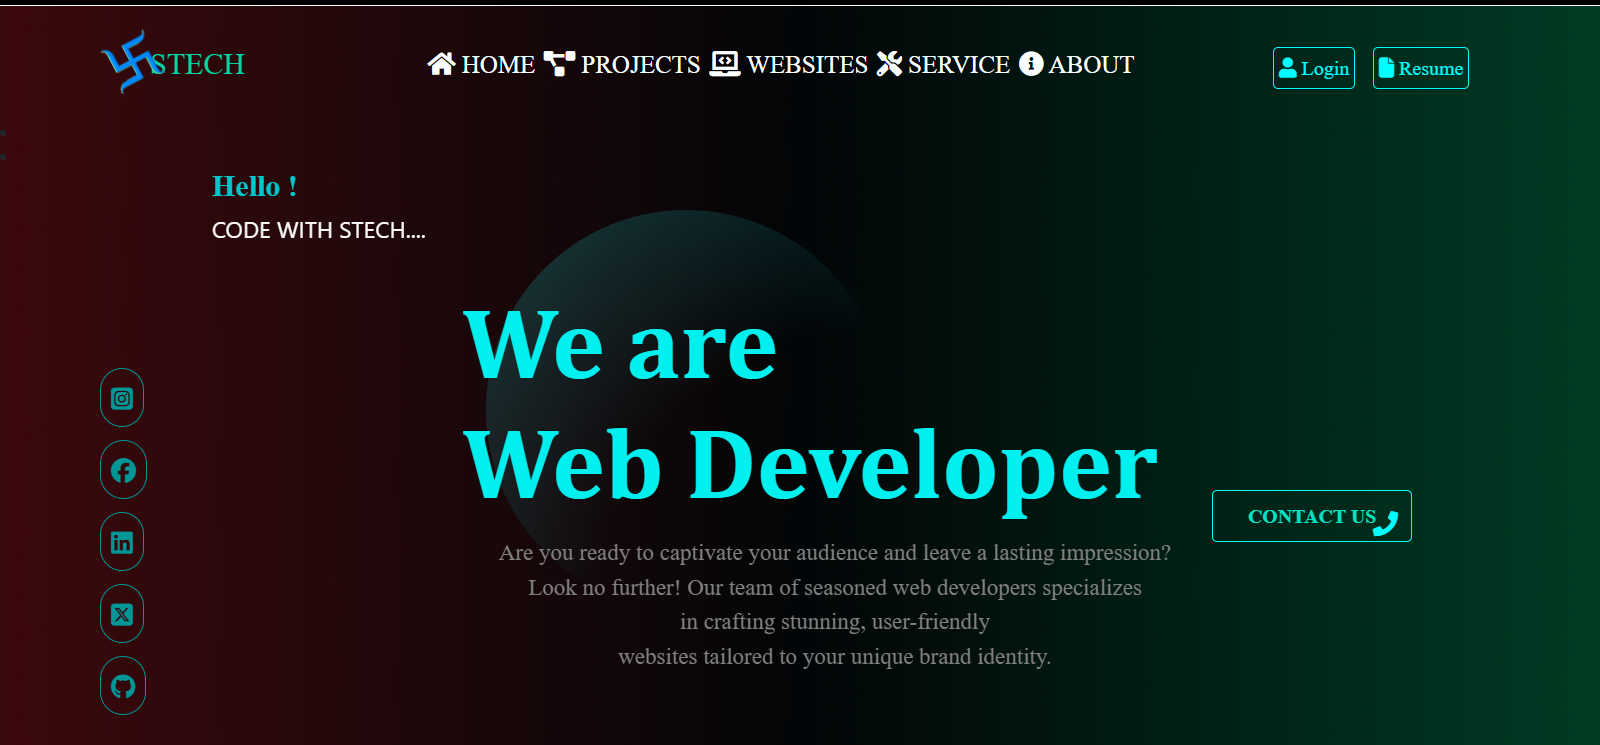 STECH
HOME PROJECTS WEBSITES SERVICE ABOUT
Login
Resume
Hello !
CODE WITH STECH....
We are
Web Developer
CONTACT US
Are you ready to captivate your audience and leave a lasting impression?
Look no further! Our team of seasoned web developers specializes
in crafting stunning, user-friendly
websites tailored to your unique brand identity.